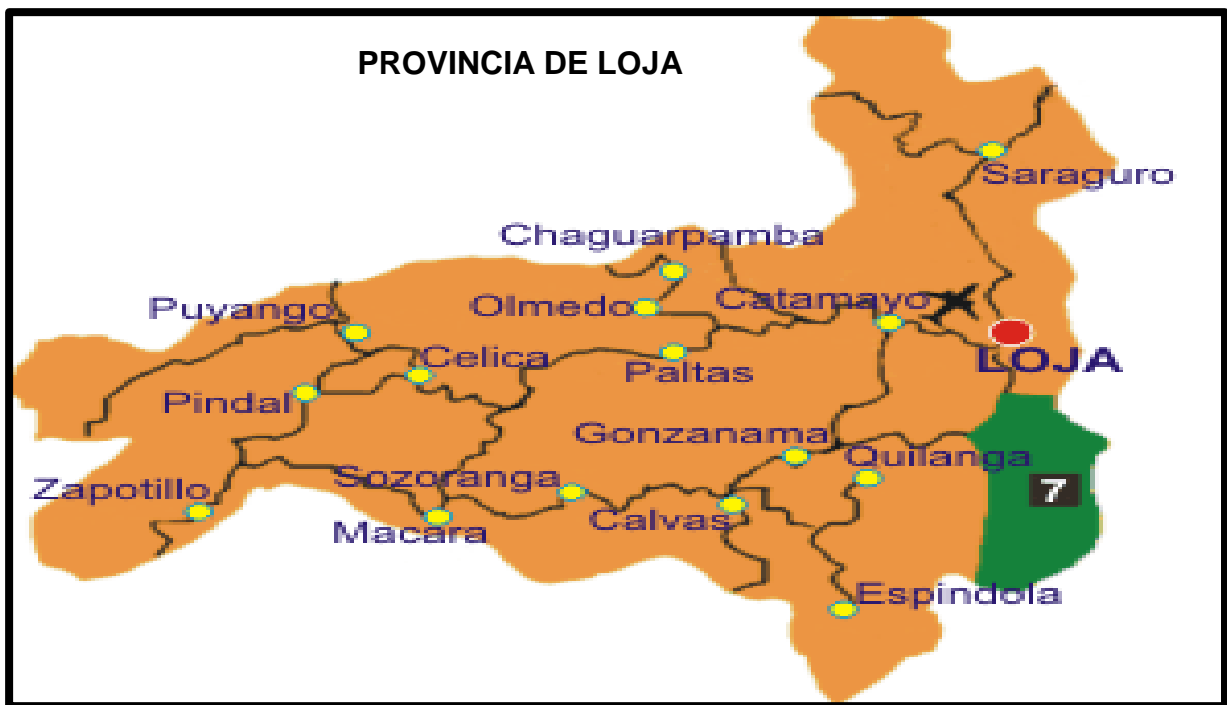 PROVINCIA DE LOJA
Saraguro
Chaguarpamba
Puyango
Olmedo
Catamayo
Celica
Paltas
LOJA
Pindal
Gonzanama
Quilanga
Zapotillo
Sozoranga
7
Macara
Calvas
Espindola